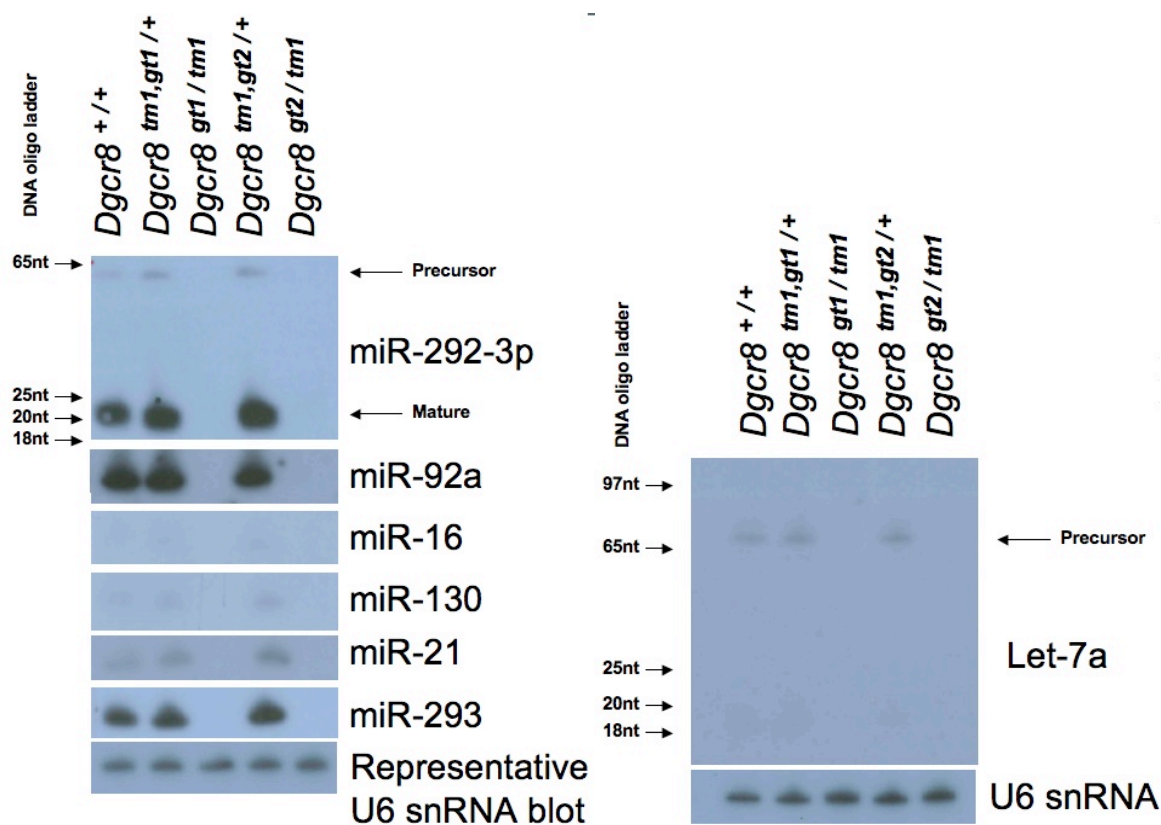 DNA oligo ladder
Dgcr8 +/+
Dgcr8 tm1,gt1/+
Dgcr8 gt1/tm1
Dgcr8 tm1,gt2/+
Dgcr8 gt2/tm1
65nt
Precursor
miR-292-3p
25nt
20nt
Mature
18nt
miR-92a
miR-16
miR-130
miR-21
miR-293
Representative
U6 snRNA blot
DNA oligo ladder
Dgcr8 +/+
Dgcr8 tm1,gt1/+
Dgcr8 gt1/tm1
Dgcr8 tm1,gt2/+
Dgcr8 gt2/tm1
97nt
65nt
Precursor
Let-7a
25nt
20nt
18nt
U6 snRNA